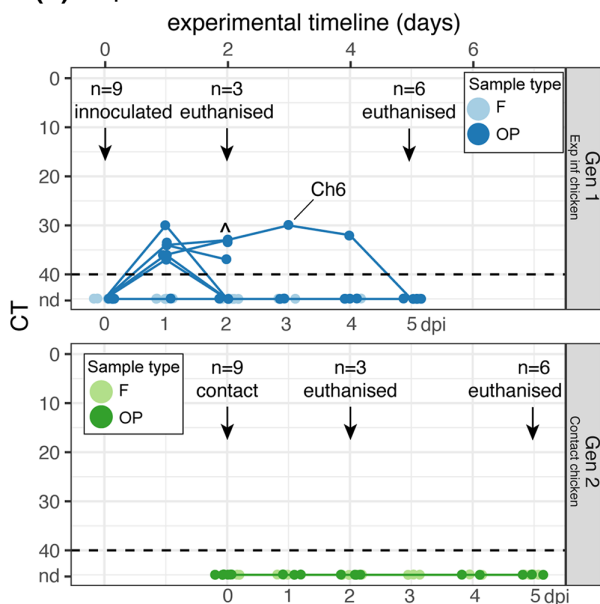 experimental timeline (days)
0 2 4 6
n=9 n=3 n=6
innoculated euthanised euthanised
Sample type
F
OP
0
10
20
30
40
nd
Ch6
^
0 1 2 3 4 5 dpi
Gen 1
Exp inf chicken
CT
Sample type
F
OP
n=9 n=3 n=6
contact euthanised euthanised
0
10
20
30
40
nd
0 1 2 3 4 5 dpi
Gen 2
Contact chicken